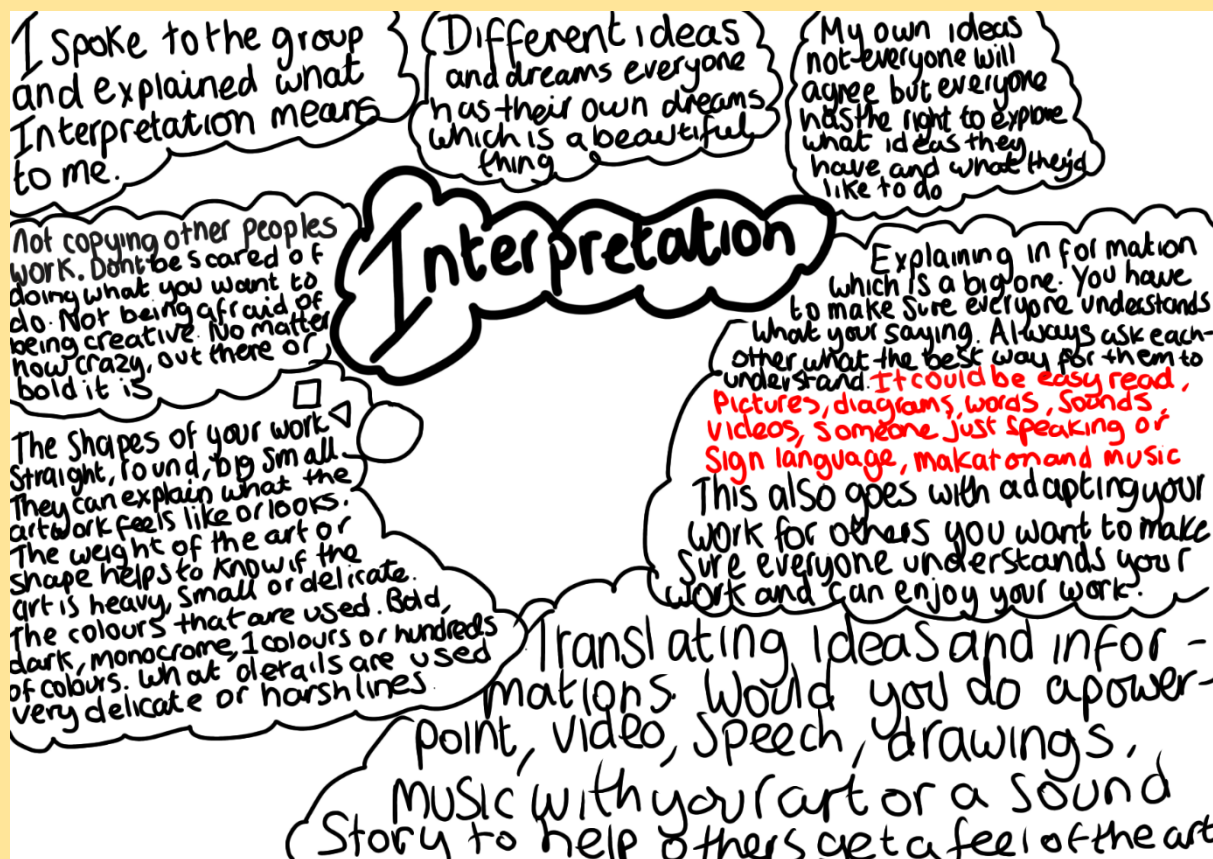 I spoke to the group
and explained what
Interpretation means
to me.
Different ideas
and dreams everyone
has their own dreams
which is a beautiful
thing
My own ideas
not everyone will
agree but everyone
has the right to explore
what ideas they
have and what they'd
like to do
Interpretation
Not copying other peoples
work. Dont be scared of
doing what you want to
do. Not being afraid of
being creative. No matter
how crazy, out there or
bold it is
Explaining information
which is a big one. You have
to make sure everyone understands
what your saying. Always ask each-
other what the best way for them to
understand. It could be easy read,
Pictures, diagrams, words, sounds,
videos, someone just speaking or
sign language, makaton and music
This also goes with adapting your
work for others you want to make
sure everyone understands your
work and can enjoy your work.
The shapes of your work
straight, round, big small
They can explain what the
artwork feels like or looks.
The weight of the art or
shape helps to know if the
art is heavy, small or delicate.
The colours that are used. Bold,
dark, monocrome, 1 colours or hundreds
of colours. What details are used
very delicate or harsh lines
Translating ideas and infor-
mations. Would you do a power-
point, video, speech, drawings,
music with your art or a sound
story to help others get a feel of the art